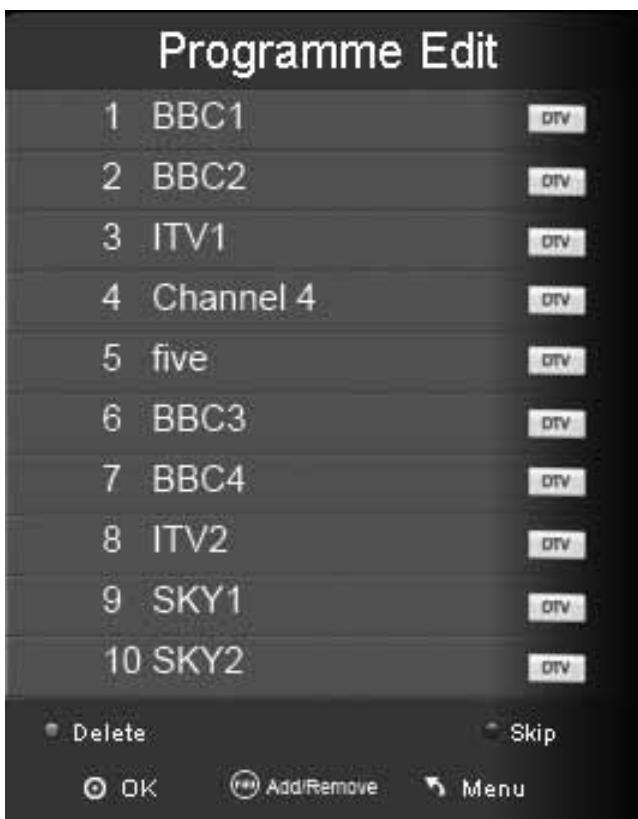 Programme Edit
1 BBC1 DTV
2 BBC2 DTV
3 ITV1 DTV
4 Channel 4 DTV
5 five DTV
6 BBC3 DTV
7 BBC4 DTV
8 ITV2 DTV
9 SKY1 DTV
10 SKY2 DTV
Delete Skip
OK Add/Remove Menu